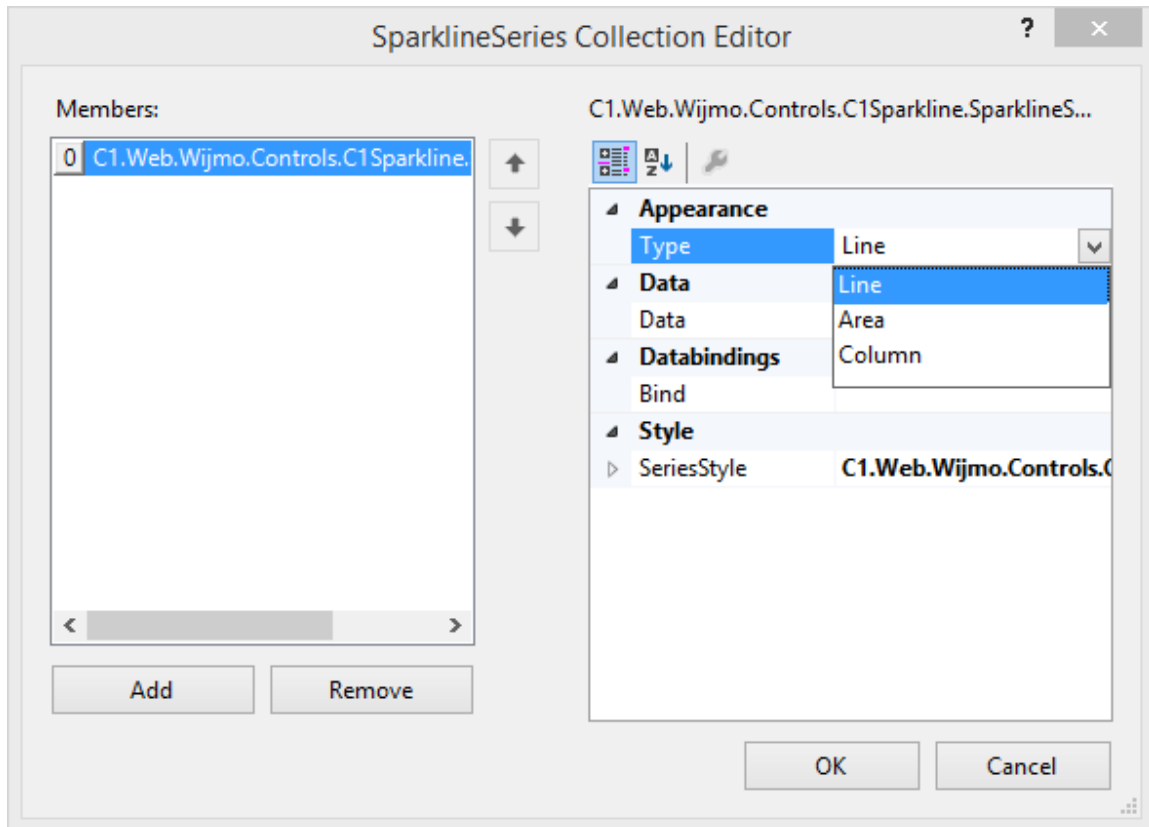 SparklineSeries Collection Editor
?
Members:
0 C1.Web.Wijmo.Controls.C1Sparkline.
C1.Web.Wijmo.Controls.C1Sparkline.SparklineS...
A
Z
Appearance
Type Line
Data Line
Data Area
Databindings Column
Bind
Style
SeriesStyle C1.Web.Wijmo.Controls.C
Add Remove
OK Cancel